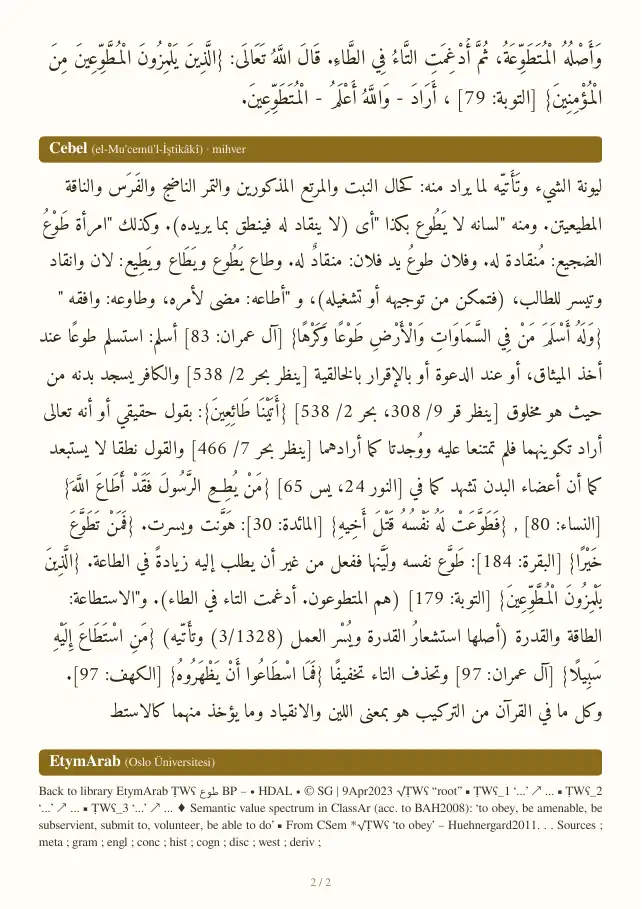 وَأَصْلُهُ الْمُتَطَوِّعَةُ، ثُمَّ أُدْغِمَتِ التَّاءُ فِي الطَّاءِ. قَالَ اللَّهُ تَعَالَى: {الَّذِينَ يَلْمِزُونَ الْمُطَّوِّعِينَ مِنَ
الْمُؤْمِنِينَ} [التوبة: 79] ، أَرَادَ - وَاللَّهُ أَعْلَمُ - الْمُتَطَوِّعِينَ.
Cebel (el-Mu'cemü'l-İştikâkî) · mihver
ليونة الشيء وتَأَتيّه لما يراد منه: كحال النبت والمرتع المذكورين والتمر الناضج والفَرَس والناقة
المطيعيتن. ومنه "لسانه لا يَطُوع بكذا "أى (لا ينقاد له فينطق بما يريده). وكذلك "امرأة طَوْعُ
الضجيع: مُنقادة له. وفلان طوعُ يد فلان: منقادٌ له. وطاع يَطُوع ويَطَاع ويَطِيع: لان وانقاد
وتيسر للطالب، (فتمكن من توجيهه أو تشغيله)، و "أطاعه: مضى لأمره، وطاوعه: وافقه "
{وَلَهُ أَسْلَمَ مَنْ فِي السَّمَاوَاتِ وَالْأَرْضِ طَوْعًا وَكَرْهًا} [آل عمران: 83] أسلم: استسلم طوعًا عند
أخذ الميثاق، أو عند الدعوة أو بالإقرار بالخالقية [ينظر بحر 2/ 538] والكافر يسجد بدنه من
حيث هو مخلوق [ينظر قر 9/ 308، بحر 2/ 538] {أَتَيْنَا طَائِعِينَ}: بقول حقيقي أو أنه تعالى
أراد تكوينهما فلم تمتنعا عليه ووُجدتا كما أرادهما [ينظر بحر 7/ 466] والقول نطقا لا يستبعد
كما أن أعضاء البدن تشهد كما في [النور 24، يس 65] {مَنْ يُطِعِ الرَّسُولَ فَقَدْ أَطَاعَ اللَّهَ}
[النساء: 80] , {فَطَوَّعَتْ لَهُ نَفْسُهُ قَتْلَ أَخِيهِ} [المائدة: 30]: هَوَّنت ويسرت. {فَمَنْ تَطَوَّعَ
خَيْرًا} [البقرة: 184]: طَوَّع نفسه وليَّنها ففعل من غير أن يطلب إليه زيادةً في الطاعة. {الَّذِينَ
يَلْمِزُونَ الْمُطَّوِّعِينَ} [التوبة: 179] (هم المتطوعون. أدغمت التاء في الطاء). و"الاستطاعة:
الطاقة والقدرة (أصلها استشعارُ القدرة ويُسْر العمل (3/1328) وتأتيّه) {مَنِ اسْتَطَاعَ إِلَيْهِ
سَبِيلًا} [آل عمران: 97] وتحذف التاء تخفيفًا {فَمَا اسْطَاعُوا أَنْ يَظْهَرُوهُ} [الكهف: 97].
وكل ما في القرآن من التركيب هو بمعنى اللين والانقياد وما يؤخذ منهما كالاستط
EtymArab (Oslo Üniversitesi)
Back to library EtymArab ṬWʕ طوع BP – • HDAL • © SG | 9Apr2023 √ṬWʕ “root” ▪ ṬWʕ_1 ‘...’ ↗ ... ▪ ṬWʕ_2
‘...’ ↗ ... ▪ ṬWʕ_3 ‘...’ ↗ ... ♦ Semantic value spectrum in ClassAr (acc. to BAH2008): ‘to obey, be amenable, be
subservient, submit to, volunteer, be able to do’ ▪ From CSem *√ṬWʕ ‘to obey’ – Huehnergard2011. . . Sources ;
meta ; gram ; engl ; conc ; hist ; cogn ; disc ; west ; deriv ;
2 / 2